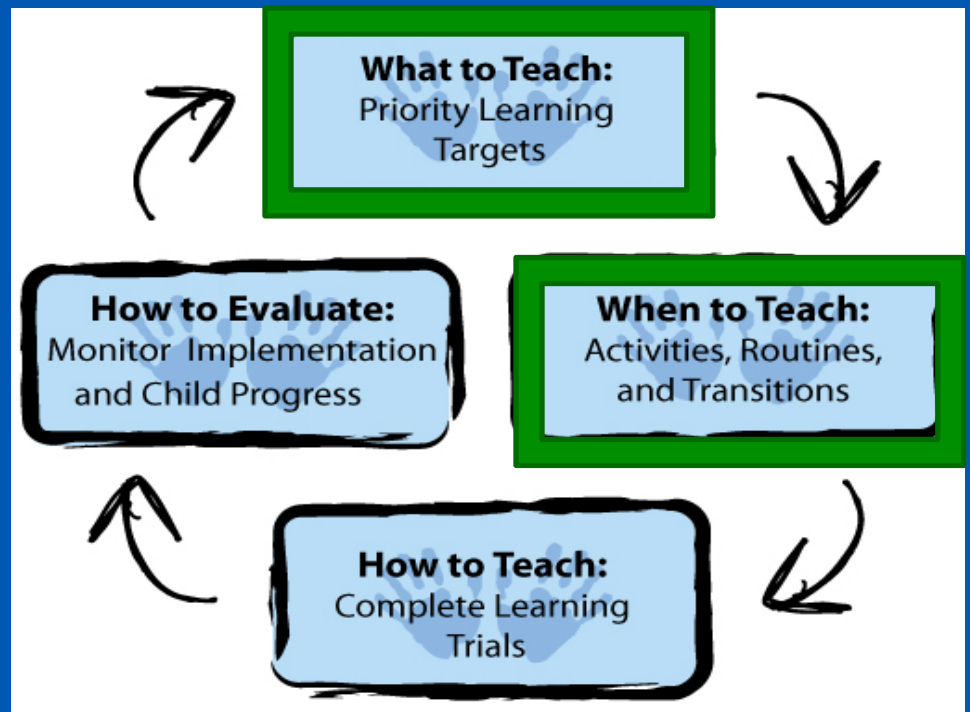 What to Teach:
Priority Learning
Targets
When to Teach:
Activities, Routines,
and Transitions
How to Teach:
Complete Learning
Trials
How to Evaluate:
Monitor Implementation
and Child Progress